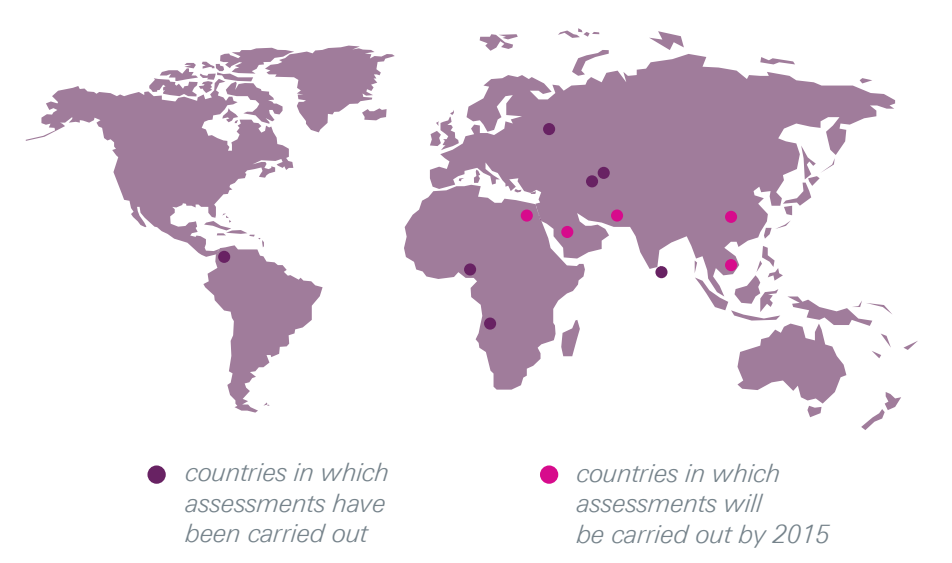 countries in which
assessments have
been carried out
countries in which
assessments will
be carried out by 2015